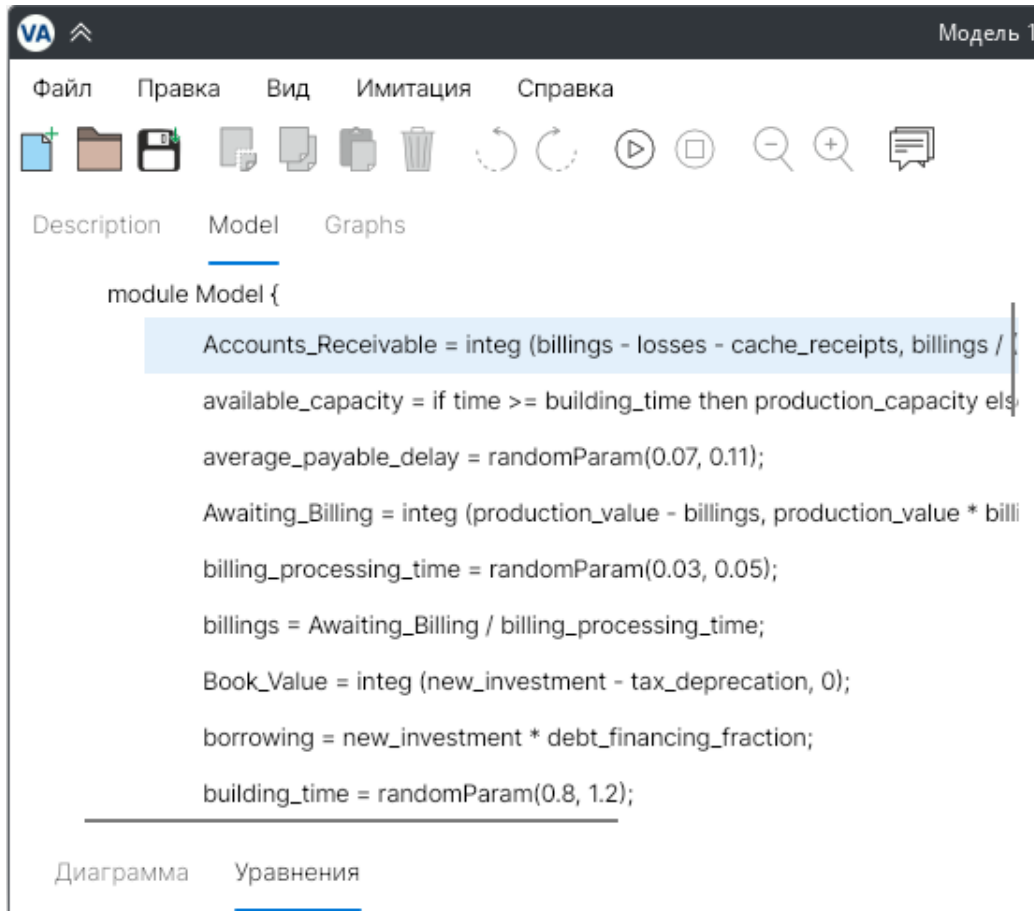 VA Модель 1
Файл Правка Вид Имитация Справка
Description Model Graphs
module Model {
Accounts_Receivable = integ (billings - losses - cache_receipts, billings / (
available_capacity = if time >= building_time then production_capacity els
average_payable_delay = randomParam(0.07, 0.11);
Awaiting_Billing = integ (production_value - billings, production_value * billi
billing_processing_time = randomParam(0.03, 0.05);
billings = Awaiting_Billing / billing_processing_time;
Book_Value = integ (new_investment - tax_deprecation, 0);
borrowing = new_investment * debt_financing_fraction;
building_time = randomParam(0.8, 1.2);
Диаграмма Уравнения